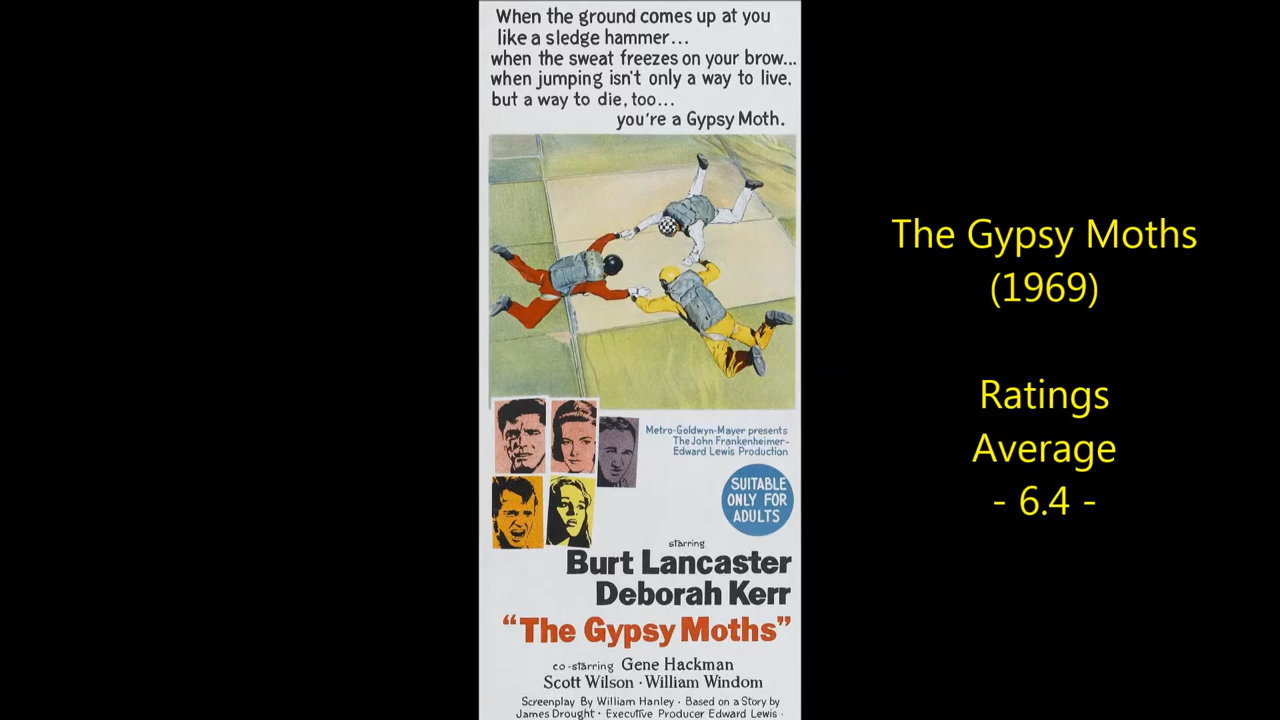 When the ground comes up at you
like a sledge hammer...
when the sweat freezes on your brow...
when jumping isn't only a way to live,
but a way to die, too...
you're a Gypsy Moth.
Metro-Goldwyn-Mayer presents
The John Frankenheimer-
Edward Lewis Production
SUITABLE
ONLY FOR
ADULTS
starring
Burt Lancaster
Deborah Kerr
"The Gypsy Moths"
co-starring Gene Hackman
Scott Wilson · William Windom
Screenplay By William Hanley · Based on a Story by
James Drought · Executive Producer Edward Lewis ·
The Gypsy Moths
(1969)
Ratings
Average
- 6.4 -